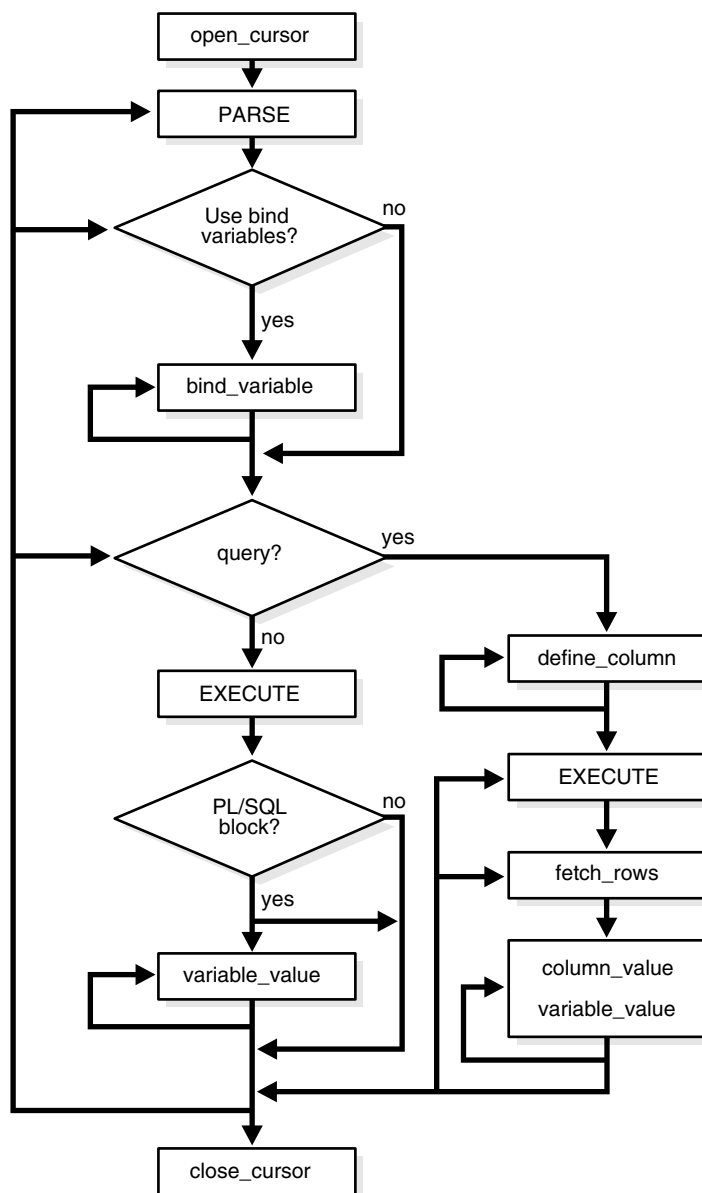 open_cursor
PARSE
Use bind
variables?
no
yes
bind_variable
query?
yes
no
define_column
EXECUTE
EXECUTE
PL/SQL
block?
no
yes
fetch_rows
variable_value
column_value
variable_value
close_cursor